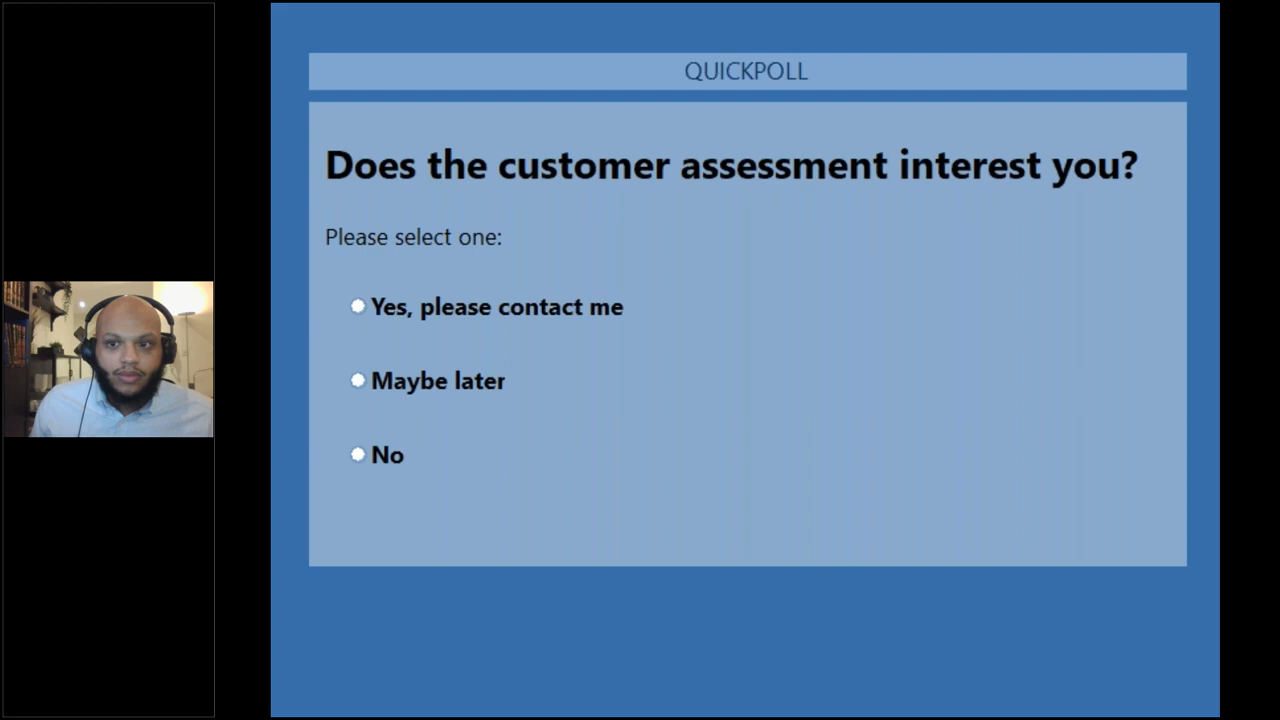 QUICKPOLL
Does the customer assessment interest you?
Please select one:
Yes, please contact me
Maybe later
No